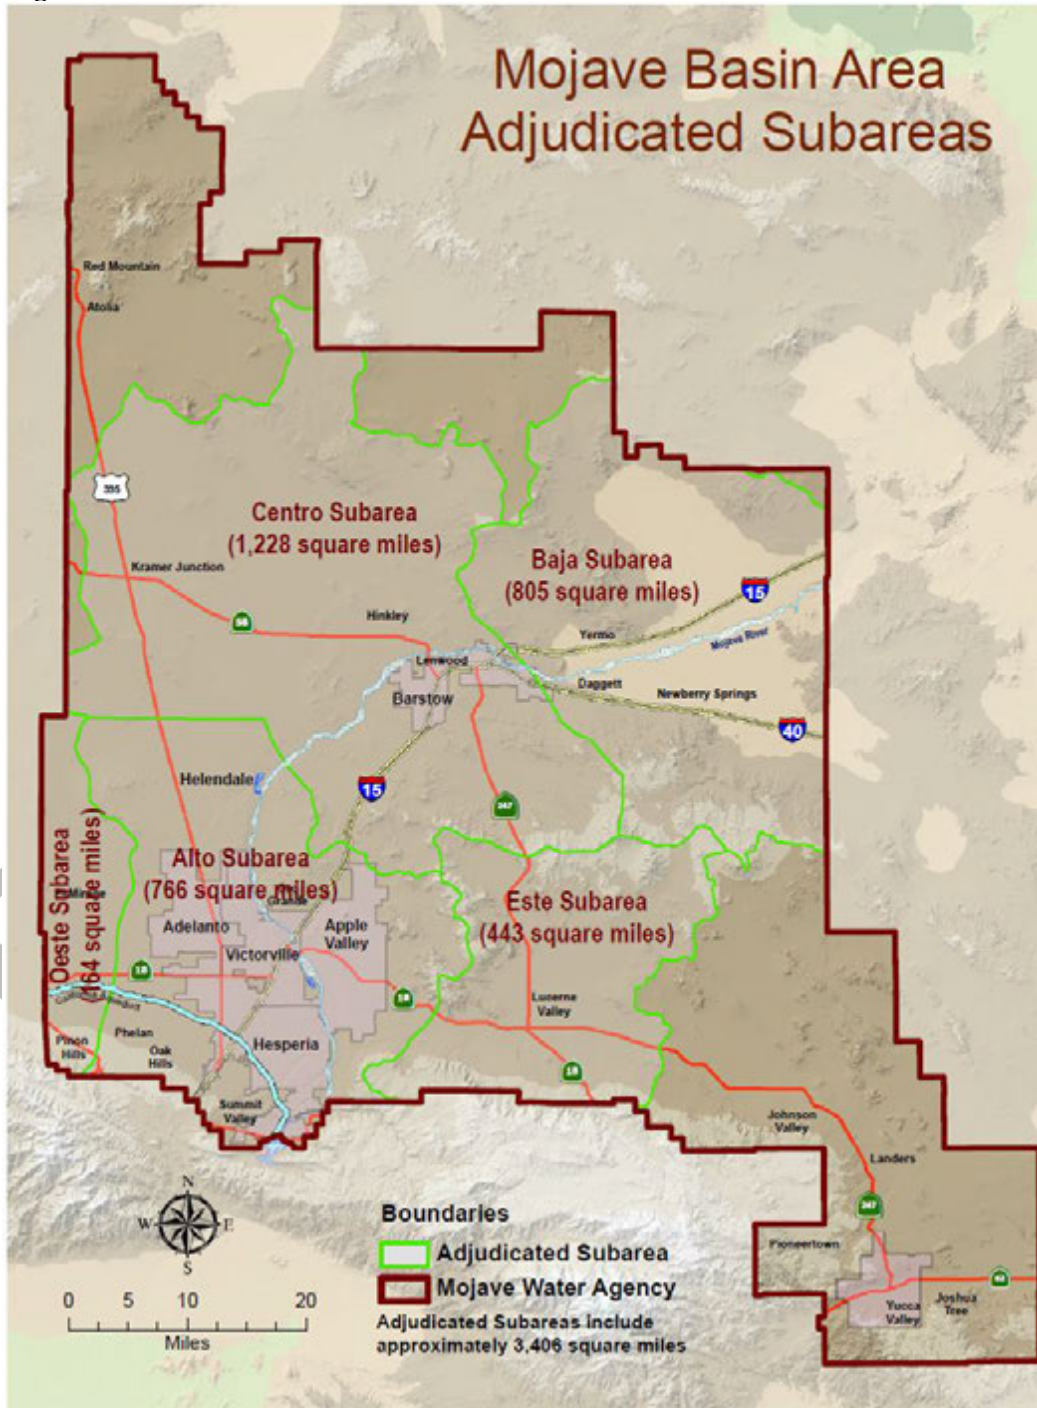 Mojave Basin Area
Adjudicated Subareas
Red Mountain
Atolia
395
Centro Subarea
(1,228 square miles)
Kramer Junction
Baja Subarea
(805 square miles)
15
58
Hinkley
Yermo
Mojave River
Lenwood
Daggett
Barstow
Newberry Springs
40
Helendale
15
247
Oeste Subarea
(164 square miles)
Alto Subarea
(766 square miles)
Este Subarea
(443 square miles)
Adelanto
Apple
Valley
Victorville
18
18
Lucerne
Valley
California Aqueduct
Phelan
Pinon
Hills
Oak
Hills
Hesperia
18
Summit
Valley
Johnson
Valley
Landers
247
Pioneertown
62
Yucca
Valley
Joshua
Tree
N
W
E
S
0 5 10 20
Miles
Boundaries
Adjudicated Subarea
Mojave Water Agency
Adjudicated Subareas include
approximately 3,406 square miles